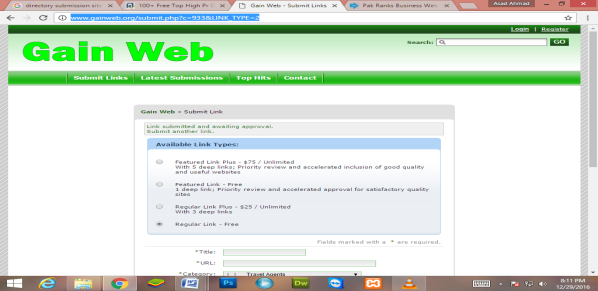 directory submission site
100+ Free Top High Pr
Gain Web - Submit Links
Pak Ranks Business Web
Asad Ahmad
www.gainweb.org/submit.php?c=933&LINK_TYPE=2
Login | Register
Gain Web
Search:
GO
Submit Links
Latest Submissions
Top Hits
Contact
Gain Web » Submit Link
Link submitted and awaiting approval.
Submit another link.
Available Link Types:
Featured Link Plus - $75 / Unlimited
With 5 deep links; Priority review and accelerated inclusion of good quality
and useful websites
Featured Link - Free
1 deep link; Priority review and accelerated approval for satisfactory quality
sites
Regular Link Plus - $25 / Unlimited
With 3 deep links
Regular Link - Free
Fields marked with a * are required.
*Title:
*URL:
*Category:
Travel Agents
8:11 PM
12/29/2016